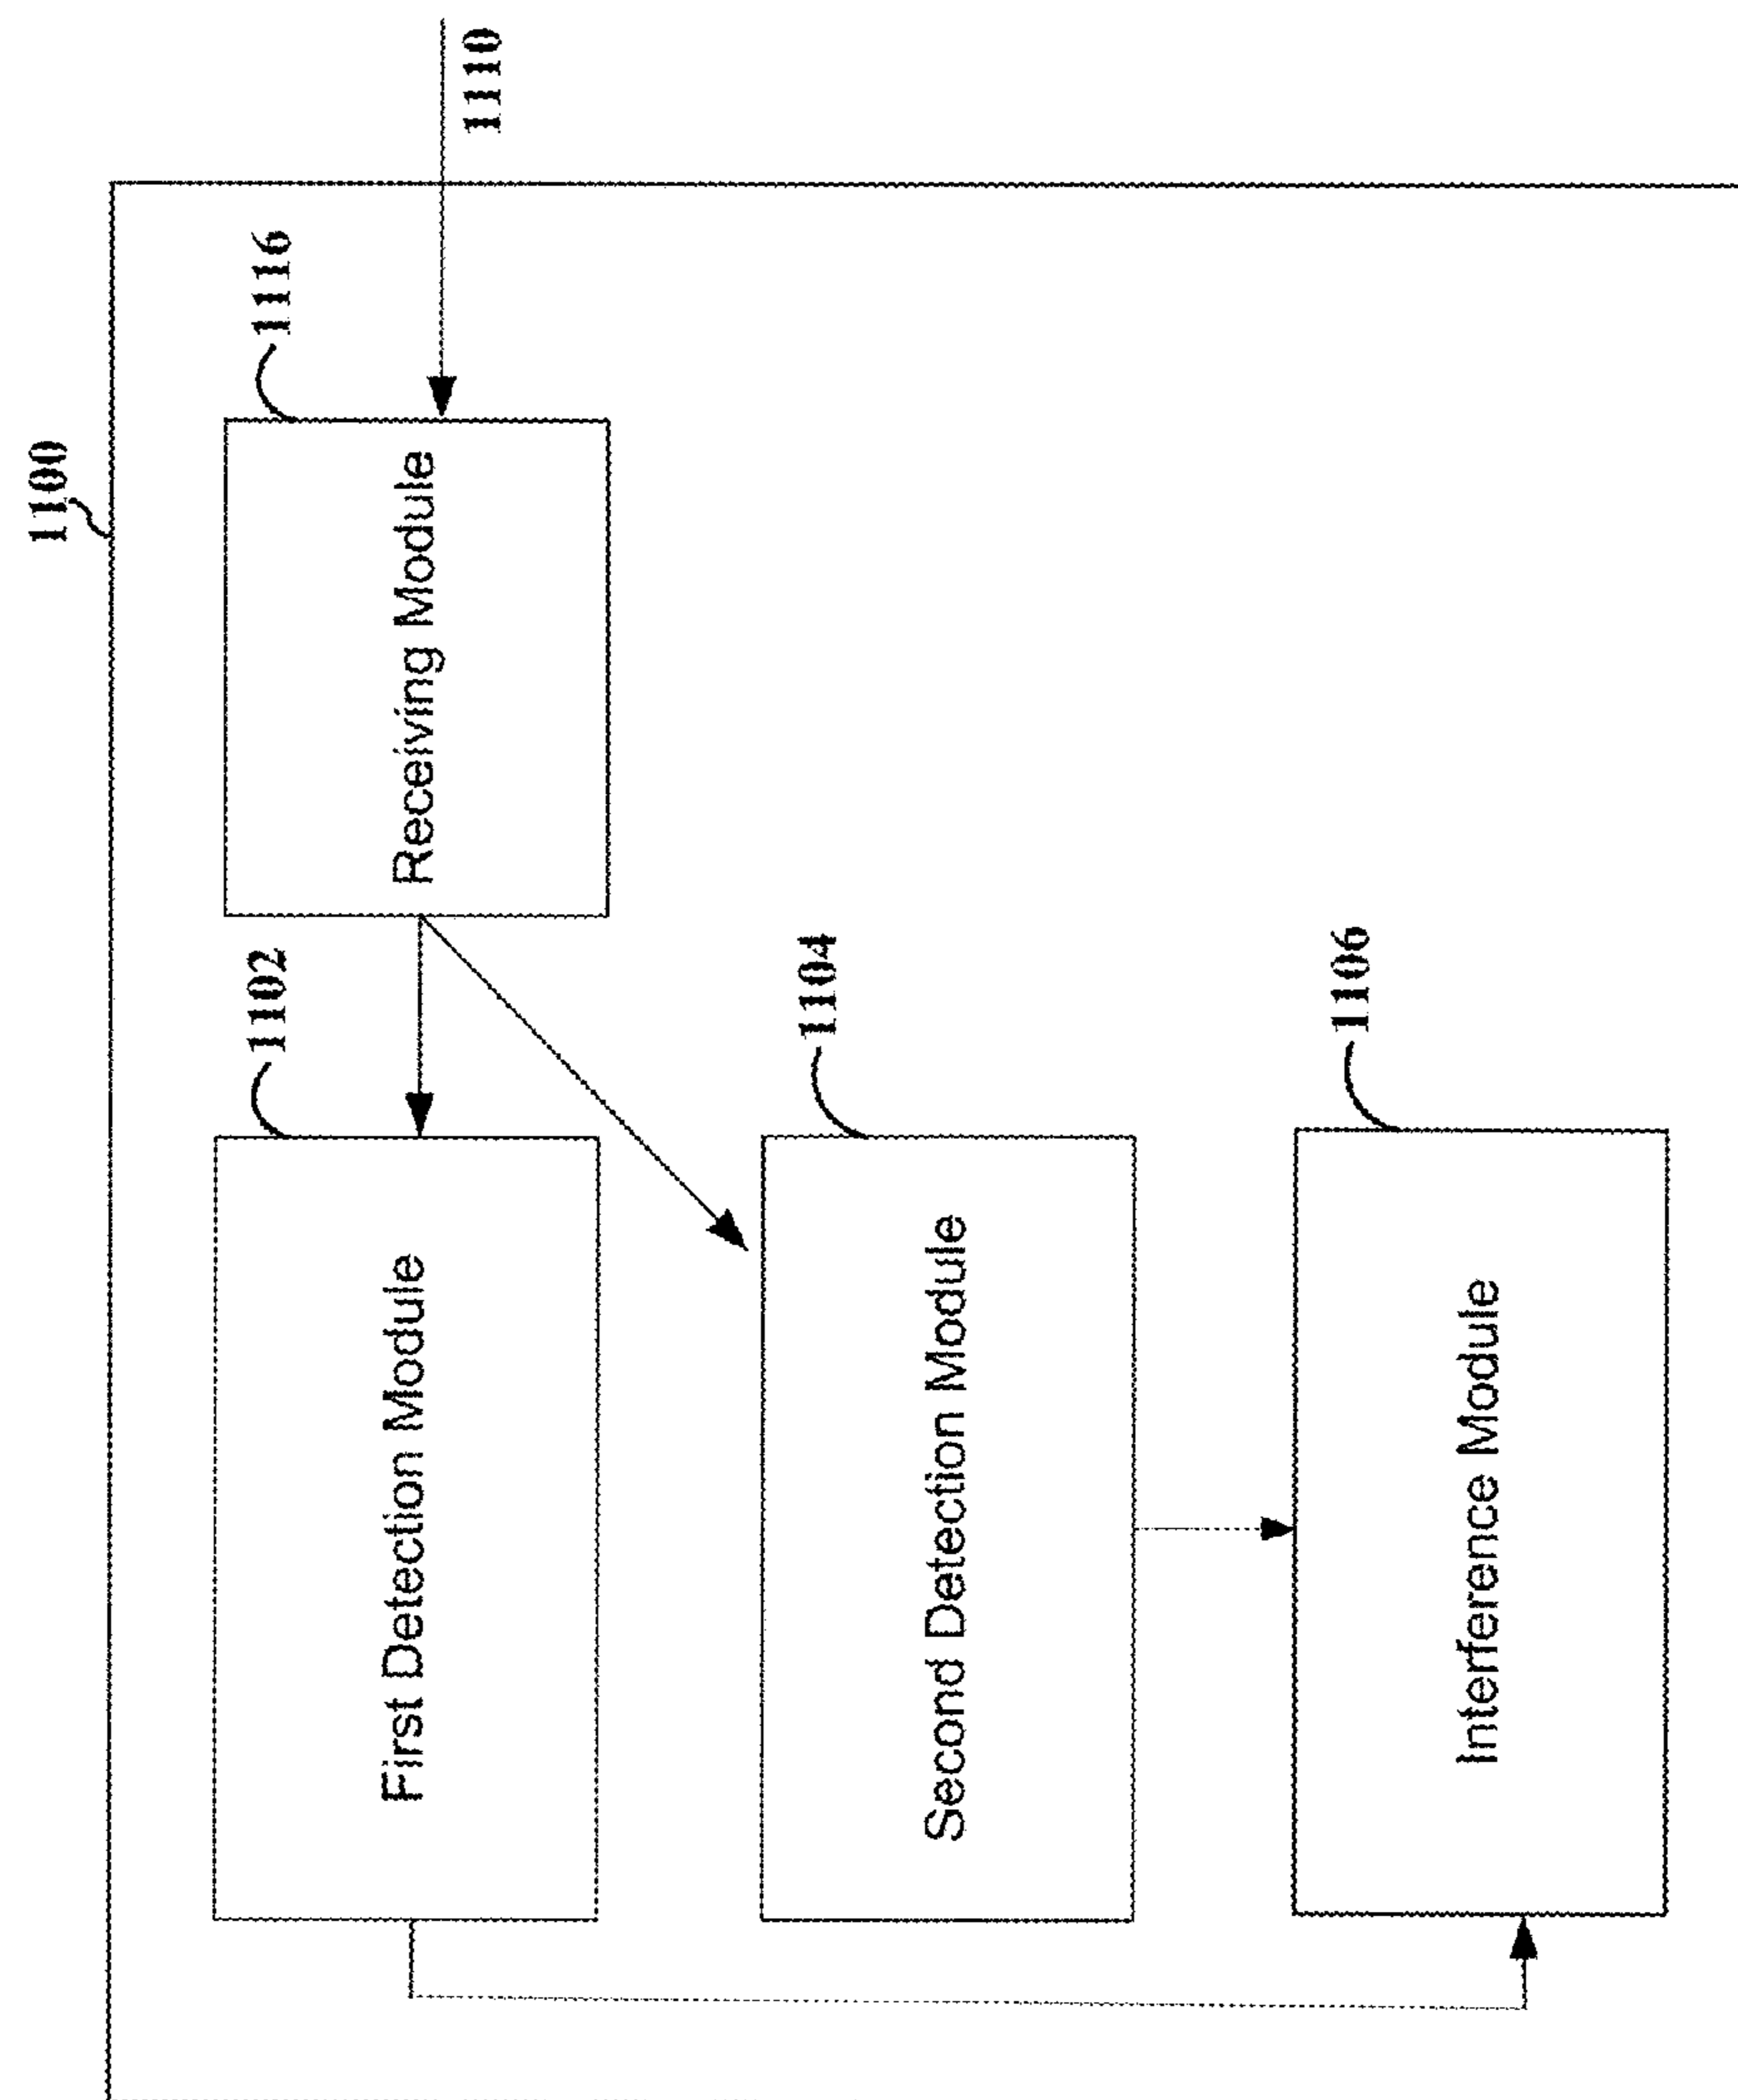 1100
1110
1116
Receiving Module
1102
First Detection Module
1104
Second Detection Module
1106
Interference Module